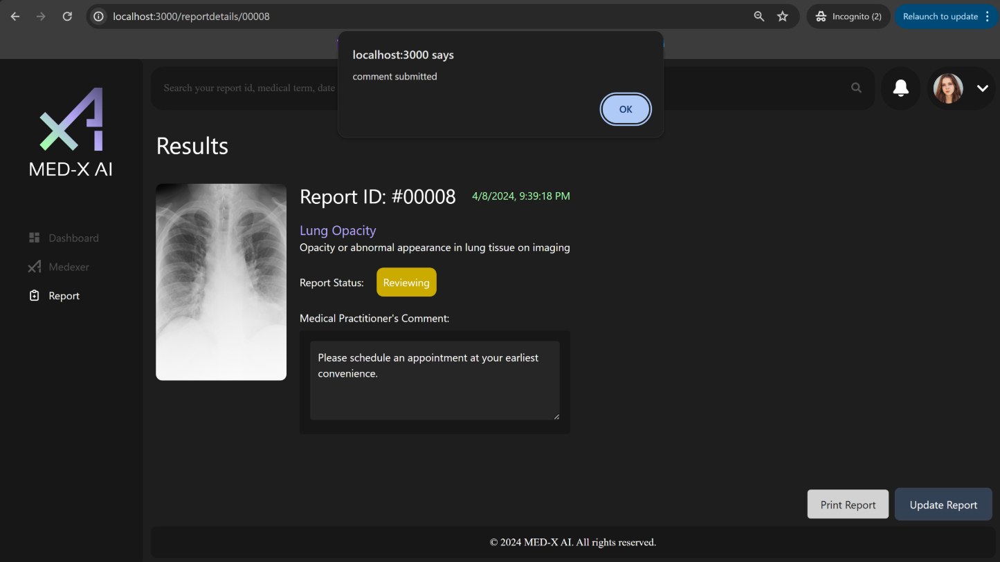 localhost:3000/reportdetails/00008
Incognito (2)
Relaunch to update
localhost:3000 says
comment submitted
OK
Search your report id, medical term, date
MED-X AI
Dashboard
Medexer
Report
Results
Report ID: #00008
4/8/2024, 9:39:18 PM
Lung Opacity
Opacity or abnormal appearance in lung tissue on imaging
Report Status:
Reviewing
Medical Practitioner's Comment:
Please schedule an appointment at your earliest
convenience.
Print Report
Update Report
© 2024 MED-X AI. All rights reserved.